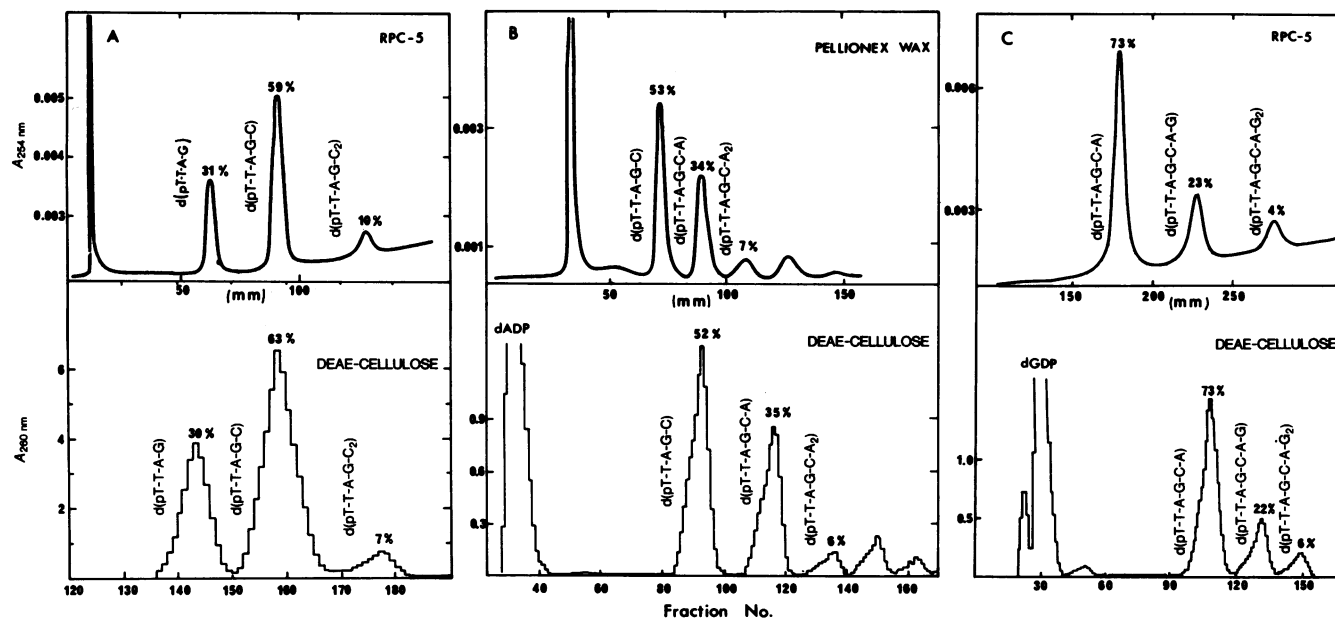 A
RPC-5
59 %
0.005
0.004
0.003
A254 nm
d(pT-T-A-G)
31 %
d(pT-T-A-G-C)
d(pT-T-A-G-C2)
10 %
50
(mm)
100
B
PELLIONEX WAX
53 %
0.003
0.001
d(pT-T-A-G-C)
34 %
d(pT-T-A-G-C-A)
d(pT-T-A-G-C-A2)
7 %
50
(mm)
100
150
C
RPC-5
73 %
0.006
0.003
d(pT-T-A-G-C-A)
d(pT-T-A-G-C-A-G)
23 %
d(pT-T-A-G-C-A-G2)
4 %
150
200
(mm)
250
63 %
DEAE-CELLULOSE
6
4
2
A260 nm
d(pT-T-A-G)
30 %
d(pT-T-A-G-C)
d(pT-T-A-G-C2)
7 %
120
130
140
150
160
170
180
dADP
52 %
DEAE-CELLULOSE
0.9
0.6
0.3
d(pT-T-A-G-C)
35 %
d(pT-T-A-G-C-A)
d(pT-T-A-G-C-A2)
6 %
40
60
80
100
120
140
160
DEAE-CELLULOSE
dGDP
73 %
1.0
0.5
d(pT-T-A-G-C-A)
22 %
d(pT-T-A-G-C-A-G)
d(pT-T-A-G-C-A-G2)
6 %
30
60
90
120
150
Fraction No.